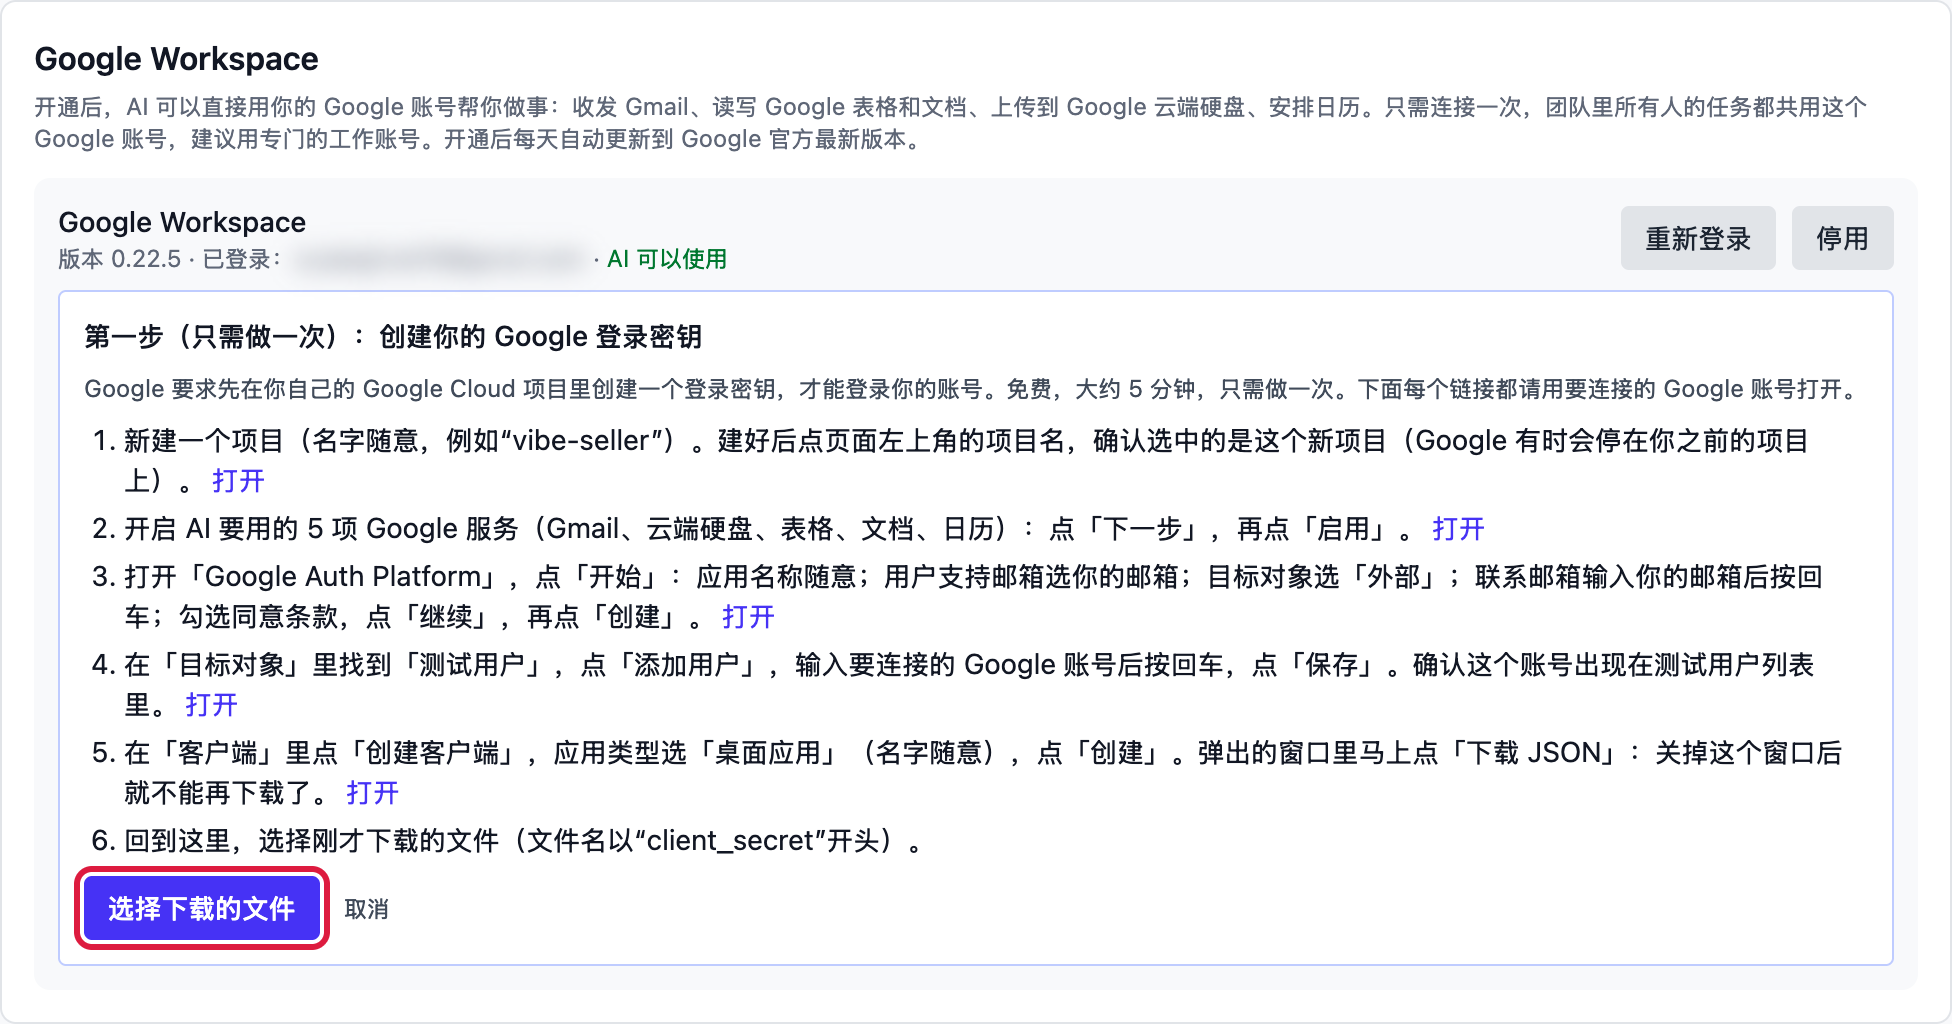 Google Workspace
开通后，AI 可以直接用你的 Google 账号帮你做事：收发 Gmail、读写 Google 表格和文档、上传到 Google 云端硬盘、安排日历。只需连接一次，团队里所有人的任务都共用这个
Google 账号，建议用专门的工作账号。开通后每天自动更新到 Google 官方最新版本。
Google Workspace
版本 0.22.5 · 已登录： · AI 可以使用
重新登录
停用
第一步（只需做一次）：创建你的 Google 登录密钥
Google 要求先在你自己的 Google Cloud 项目里创建一个登录密钥，才能登录你的账号。免费，大约 5 分钟，只需做一次。下面每个链接都请用要连接的 Google 账号打开。
1. 新建一个项目（名字随意，例如“vibe-seller”）。建好后点页面左上角的项目名，确认选中的是这个新项目（Google 有时会停在你之前的项目
上）。 打开
2. 开启 AI 要用的 5 项 Google 服务（Gmail、云端硬盘、表格、文档、日历）：点「下一步」，再点「启用」。 打开
3. 打开「Google Auth Platform」，点「开始」：应用名称随意；用户支持邮箱选你的邮箱；目标对象选「外部」；联系邮箱输入你的邮箱后按回
车；勾选同意条款，点「继续」，再点「创建」。 打开
4. 在「目标对象」里找到「测试用户」，点「添加用户」，输入要连接的 Google 账号后按回车，点「保存」。确认这个账号出现在测试用户列表
里。 打开
5. 在「客户端」里点「创建客户端」，应用类型选「桌面应用」（名字随意），点「创建」。弹出的窗口里马上点「下载 JSON」：关掉这个窗口后
就不能再下载了。 打开
6. 回到这里，选择刚才下载的文件（文件名以“client_secret”开头）。
选择下载的文件
取消